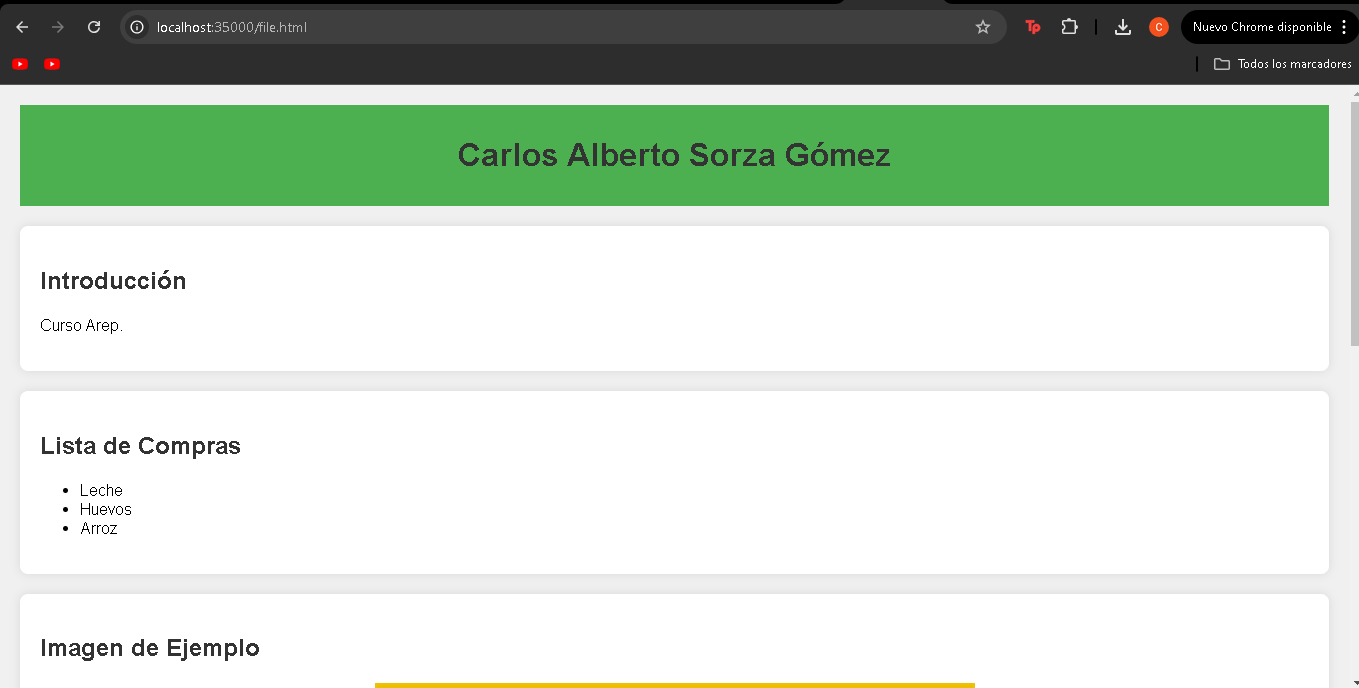 localhost:35000/file.html
Tp
C
Nuevo Chrome disponible
Todos los marcadores
Carlos Alberto Sorza Gómez
Introducción
Curso Arep.
Lista de Compras
Leche
Huevos
Arroz
Imagen de Ejemplo